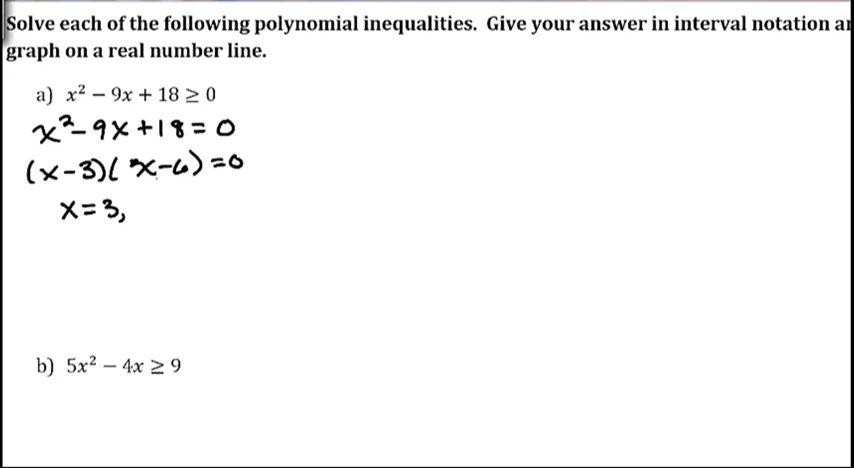 Solve each of the following polynomial inequalities. Give your answer in interval notation
graph on a real number line.
a) x² – 9x + 18 ≥ 0
x² - 9x + 18 = 0
(x-3)(x-6) = 0
x = 3,
b) 5x² – 4x ≥ 9